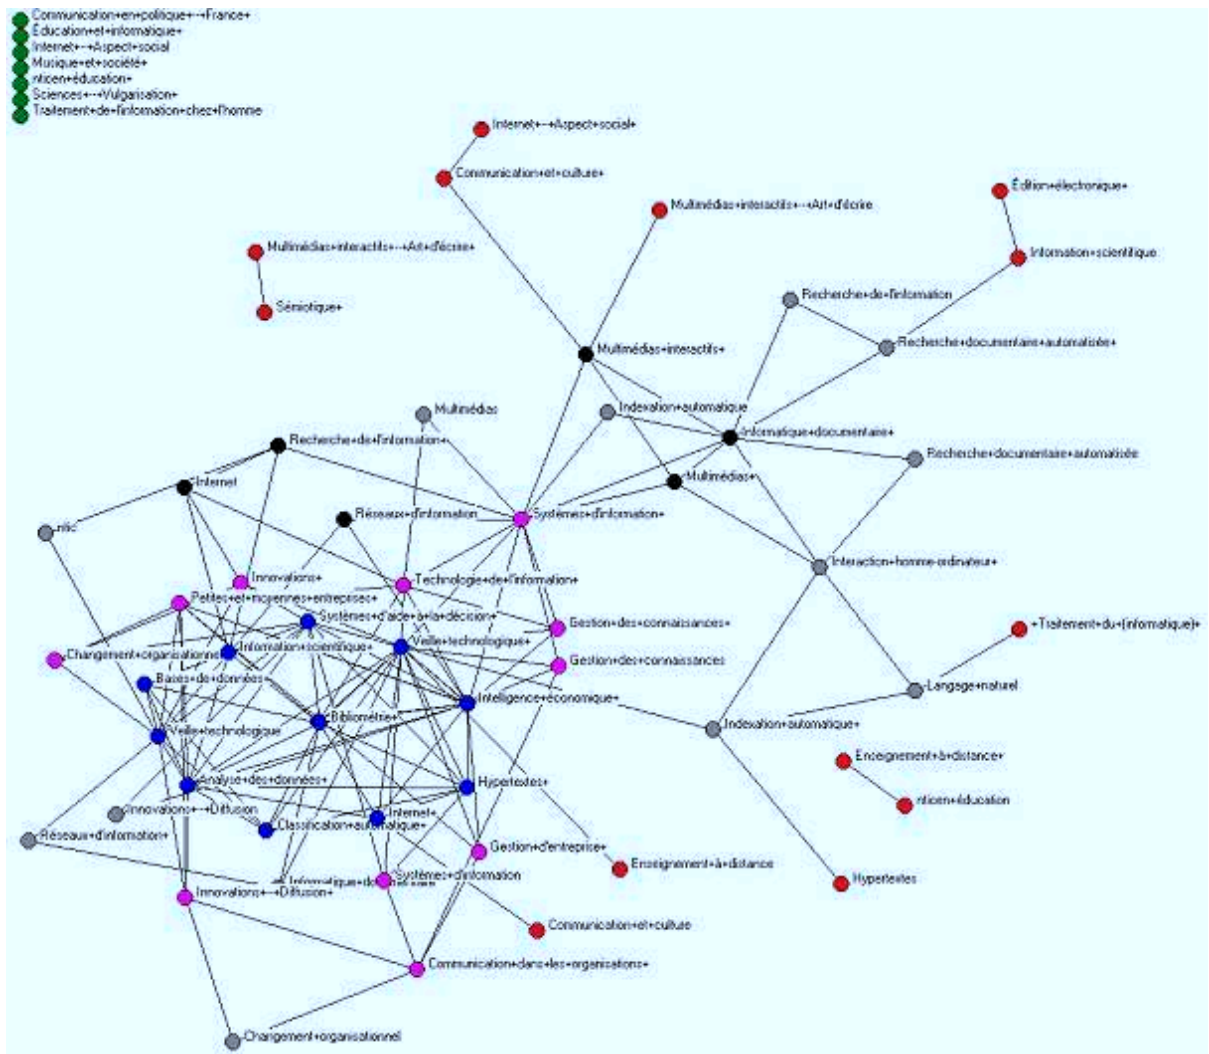 Communication+en+politique+--+France+
Éducation+et+informatique+
Internet+--+Aspect+social
Musique+et+société+
nticen+éducation+
Sciences+--+Vulgarisation+
Traitement+de+l'information+chez+l'homme
Internet+--+Aspect+social+
Communication+et+culture+
Édition+électronique+
Multimédias+interactifs+--+Art+d'écrire
Multimédias+interactifs+--+Art+d'écrire+
Information+scientifique
Recherche+de+l'information
Sémiotique+
Recherche+documentaire+automatisée+
Multimédias+interactifs+
Multimédias
Indexation+automatique
Informatique+documentaire+
Recherche+de+l'information+
Recherche+documentaire+automatisée
Internet
Multimédias+
Réseaux+d'information
Systèmes+d'information+
ntic
Interaction+homme-ordinateur+
Innovations+
Technologie+de+l'information+
Petites+et+moyennes+entreprises+
Systèmes+d'aide+à+la+décision+
Gestion+des+connaissances+
+Traitement+du+(informatique)+
Veille+technologique+
Information+scientifique+
Changement+organisationne
Gestion+des+connaissances
Bases+de+données+
Langage+naturel
Intelligence+économique+
Bibliométrie+
Indexation+automatique+
Veille+technologique
Enseignement+à+distance+
Analyse+des+données+
Hypertextes+
nticen+éducation
Innovations+--+Diffusion
Internet+
Classification+automatique+
Réseaux+d'information+
Gestion+d'entreprise+
Enseignement+à+distance
Informatique+do
Systèmes+d'information
Hypertextes
Innovations+--+Diffusion+
Communication+et+culture
Communication+dans+les+organisations+
Changement+organisationnel